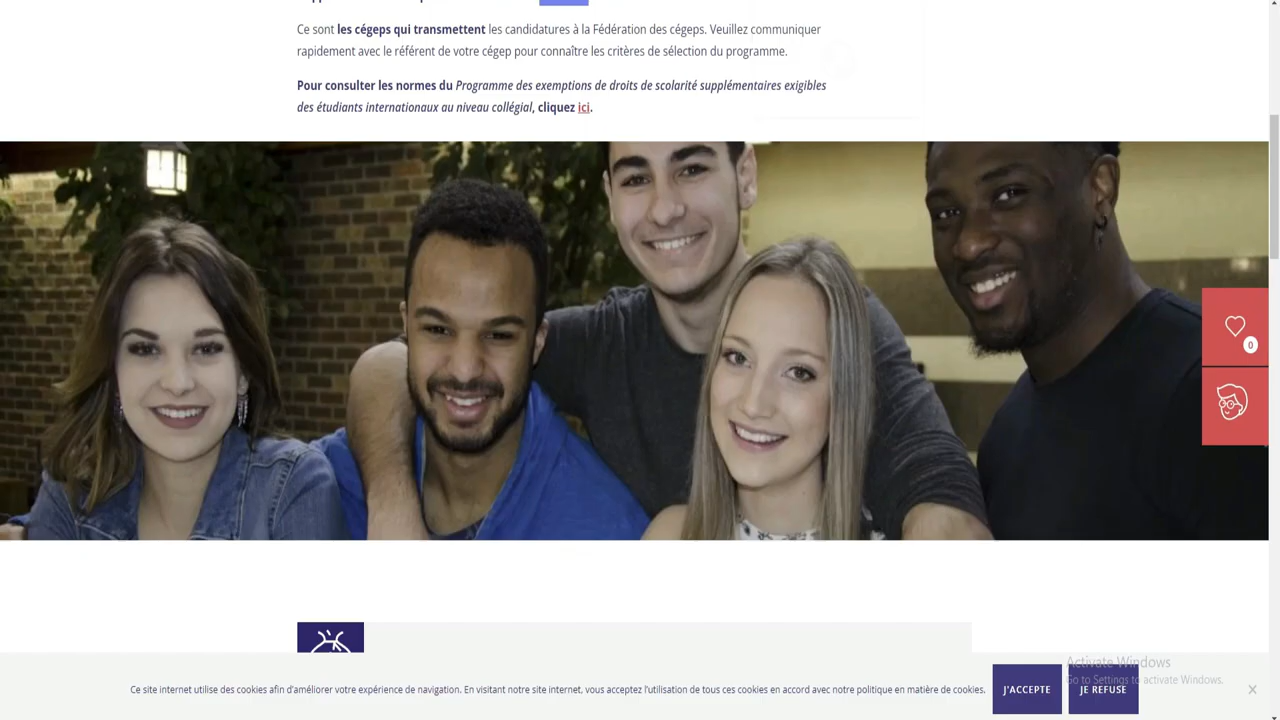 Ce sont les cégeps qui transmettent les candidatures à la Fédération des cégeps. Veuillez communiquer
rapidement avec le référent de votre cégep pour connaître les critères de sélection du programme.
Pour consulter les normes du Programme des exemptions de droits de scolarité supplémentaires exigibles
des étudiants internationaux au niveau collégial, cliquez ici.
0
Ce site internet utilise des cookies afin d'améliorer votre expérience de navigation. En visitant notre site internet, vous acceptez l'utilisation de tous ces cookies en accord avec notre politique en matière de cookies.
J'ACCEPTE
JE REFUSE
Activate Windows
Go to Settings to activate Windows.